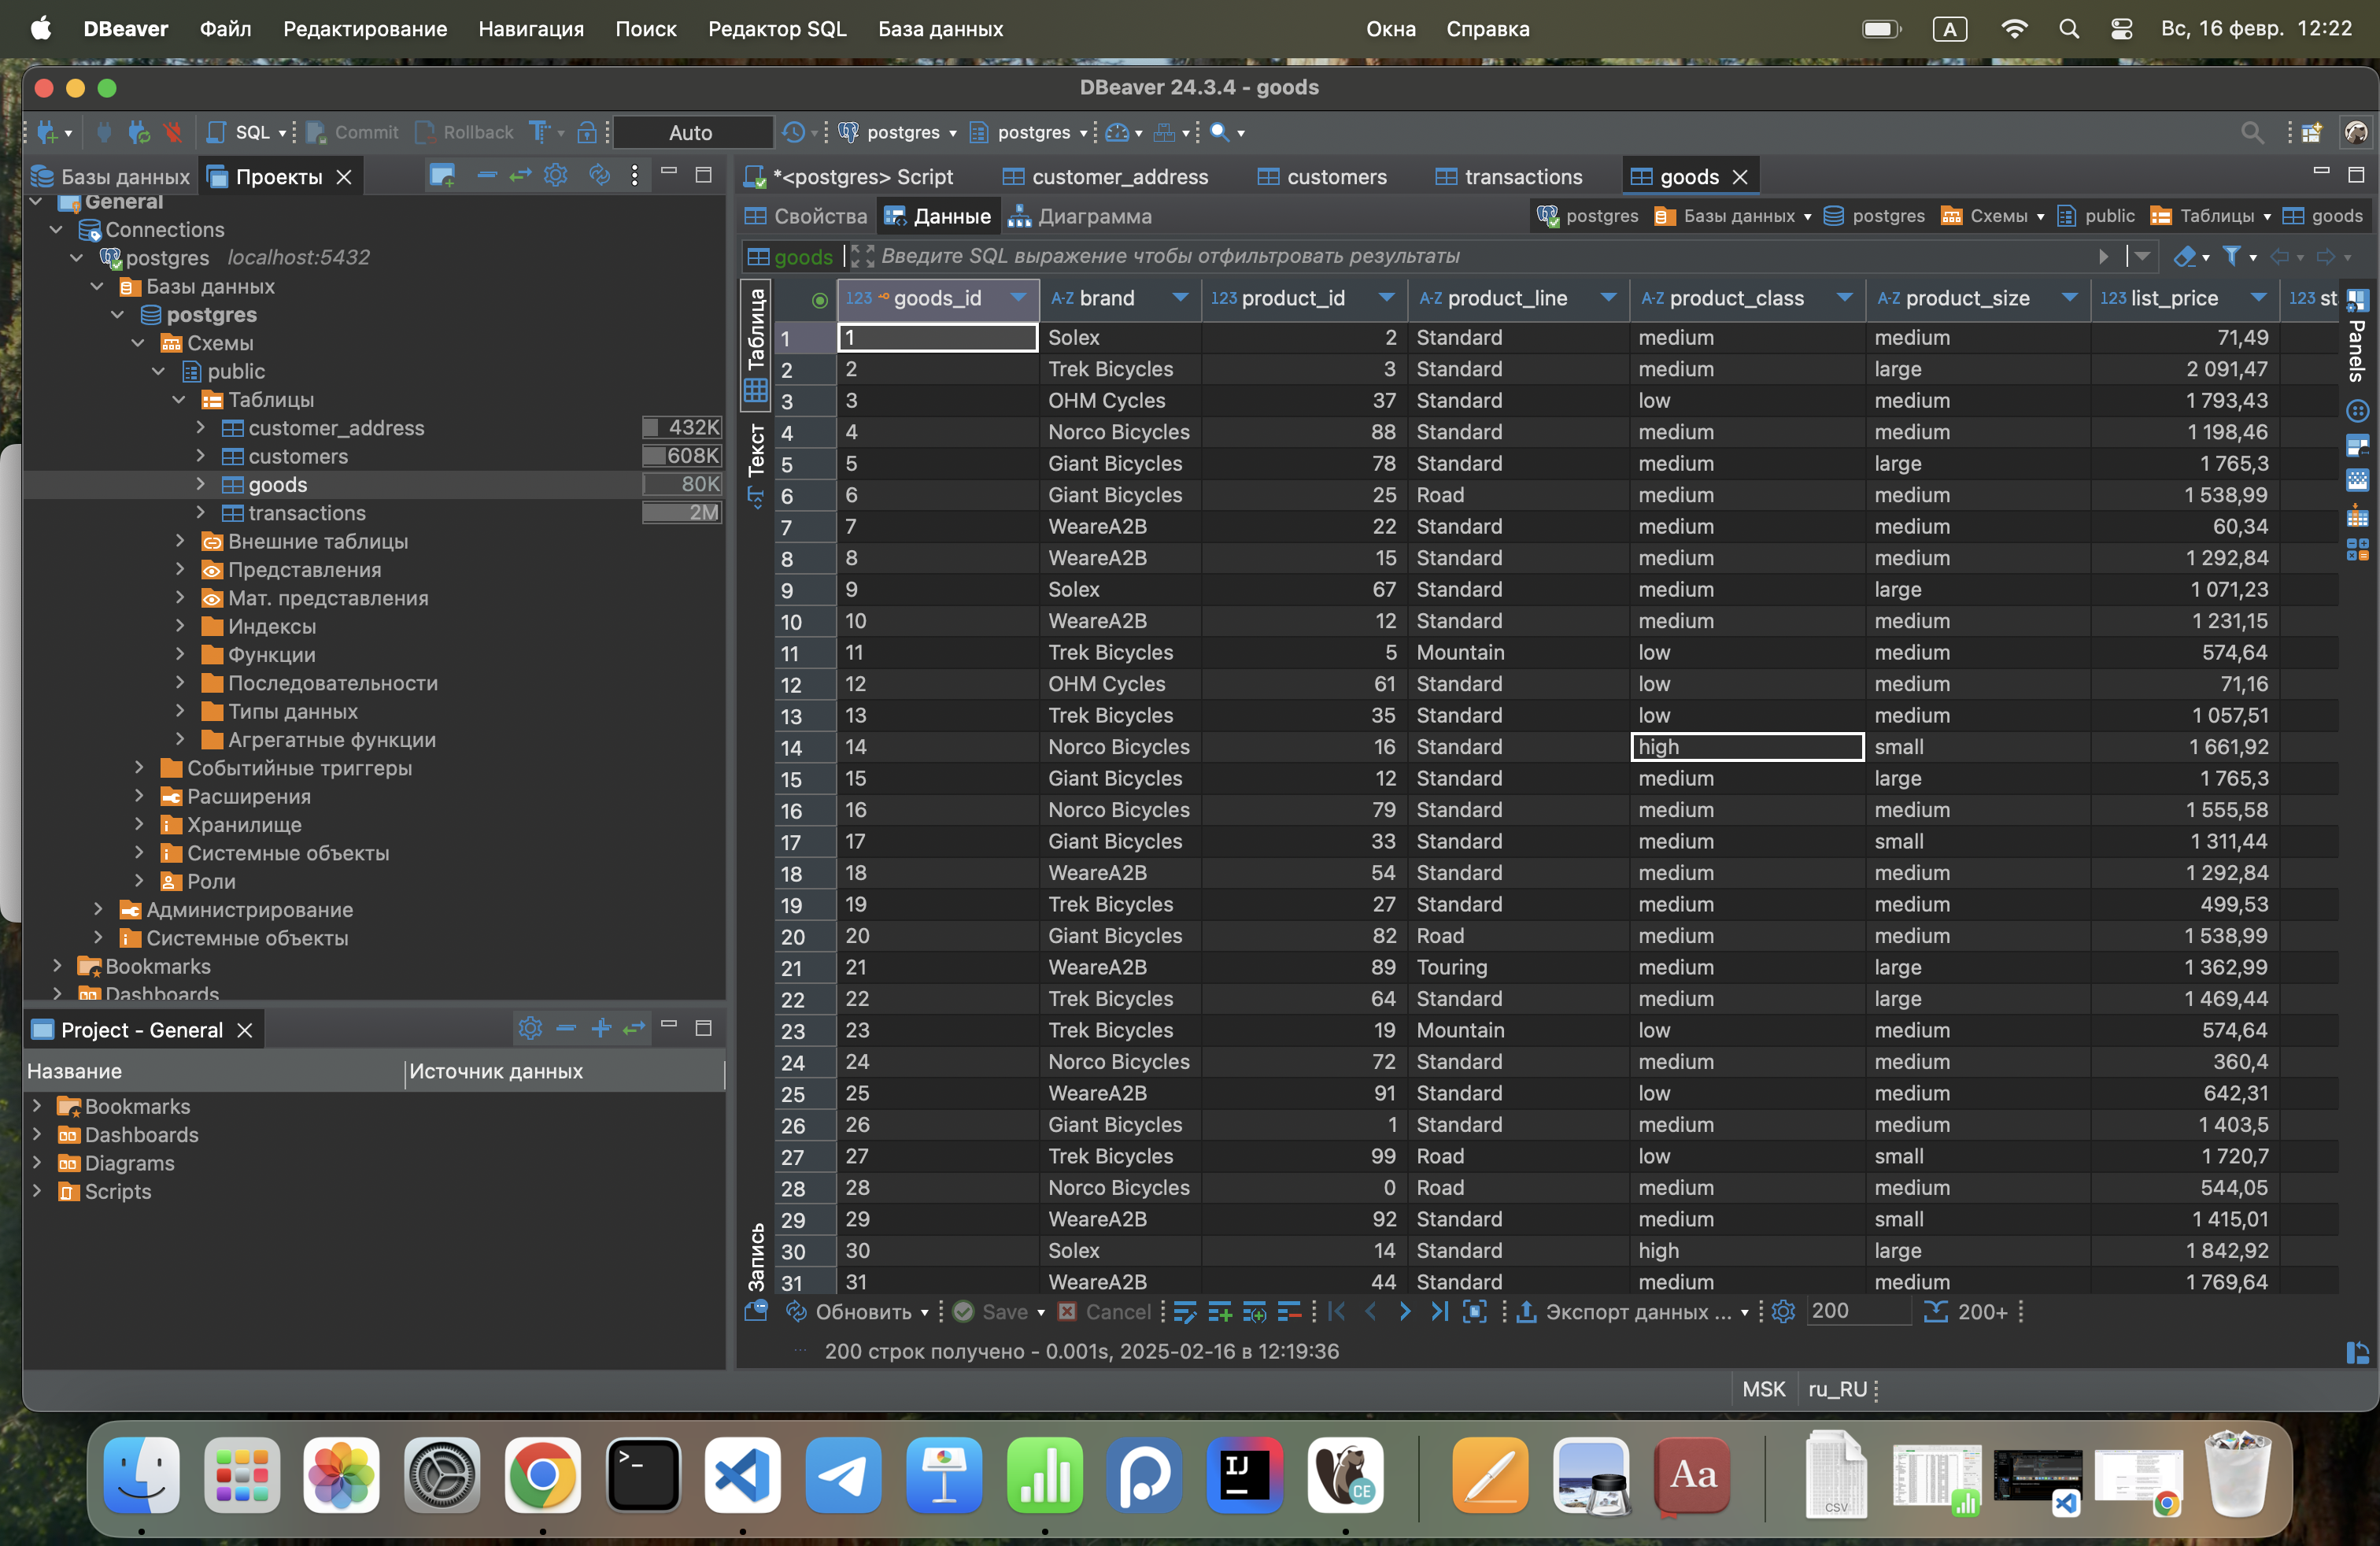 DBeaver Файл Редактирование Навигация Поиск Редактор SQL База данных Окна Справка A Вс, 16 февр. 12:22
DBeaver 24.3.4 - goods
SQL Commit Rollback Auto postgres postgres
Базы данных Проекты
General
Connections
postgres localhost:5432
Базы данных
postgres
Схемы
public
Таблицы
customer_address 432K
customers 608K
goods 80K
transactions 2M
Внешние таблицы
Представления
Мат. представления
Индексы
Функции
Последовательности
Типы данных
Агрегатные функции
Событийные триггеры
Расширения
Хранилище
Системные объекты
Роли
Администрирование
Системные объекты
Bookmarks
Dashboards
Project - General
Название Источник данных
Bookmarks
Dashboards
Diagrams
Scripts
*<postgres> Script customer_address customers transactions goods
Свойства Данные Диаграмма postgres Базы данных postgres Схемы public Таблицы goods
goods Введите SQL выражение чтобы отфильтровать результаты
Таблица
Текст
Запись
123 goods_id A-Z brand 123 product_id A-Z product_line A-Z product_class A-Z product_size 123 list_price 123 st
1 1 Solex 2 Standard medium medium 71,49
2 2 Trek Bicycles 3 Standard medium large 2 091,47
3 3 OHM Cycles 37 Standard low medium 1 793,43
4 4 Norco Bicycles 88 Standard medium medium 1 198,46
5 5 Giant Bicycles 78 Standard medium large 1 765,3
6 6 Giant Bicycles 25 Road medium medium 1 538,99
7 7 WeareA2B 22 Standard medium medium 60,34
8 8 WeareA2B 15 Standard medium medium 1 292,84
9 9 Solex 67 Standard medium large 1 071,23
10 10 WeareA2B 12 Standard medium medium 1 231,15
11 11 Trek Bicycles 5 Mountain low medium 574,64
12 12 OHM Cycles 61 Standard low medium 71,16
13 13 Trek Bicycles 35 Standard low medium 1 057,51
14 14 Norco Bicycles 16 Standard high small 1 661,92
15 15 Giant Bicycles 12 Standard medium large 1 765,3
16 16 Norco Bicycles 79 Standard medium medium 1 555,58
17 17 Giant Bicycles 33 Standard medium small 1 311,44
18 18 WeareA2B 54 Standard medium medium 1 292,84
19 19 Trek Bicycles 27 Standard medium medium 499,53
20 20 Giant Bicycles 82 Road medium medium 1 538,99
21 21 WeareA2B 89 Touring medium large 1 362,99
22 22 Trek Bicycles 64 Standard medium large 1 469,44
23 23 Trek Bicycles 19 Mountain low medium 574,64
24 24 Norco Bicycles 72 Standard medium medium 360,4
25 25 WeareA2B 91 Standard low medium 642,31
26 26 Giant Bicycles 1 Standard medium medium 1 403,5
27 27 Trek Bicycles 99 Road low small 1 720,7
28 28 Norco Bicycles 0 Road medium medium 544,05
29 29 WeareA2B 92 Standard medium small 1 415,01
30 30 Solex 14 Standard high large 1 842,92
31 31 WeareA2B 44 Standard medium medium 1 769,64
Panels
Обновить Save Cancel Экспорт данных ... 200 200+
200 строк получено - 0.001s, 2025-02-16 в 12:19:36
MSK ru_RU
IJ
CE
Aa
CSV